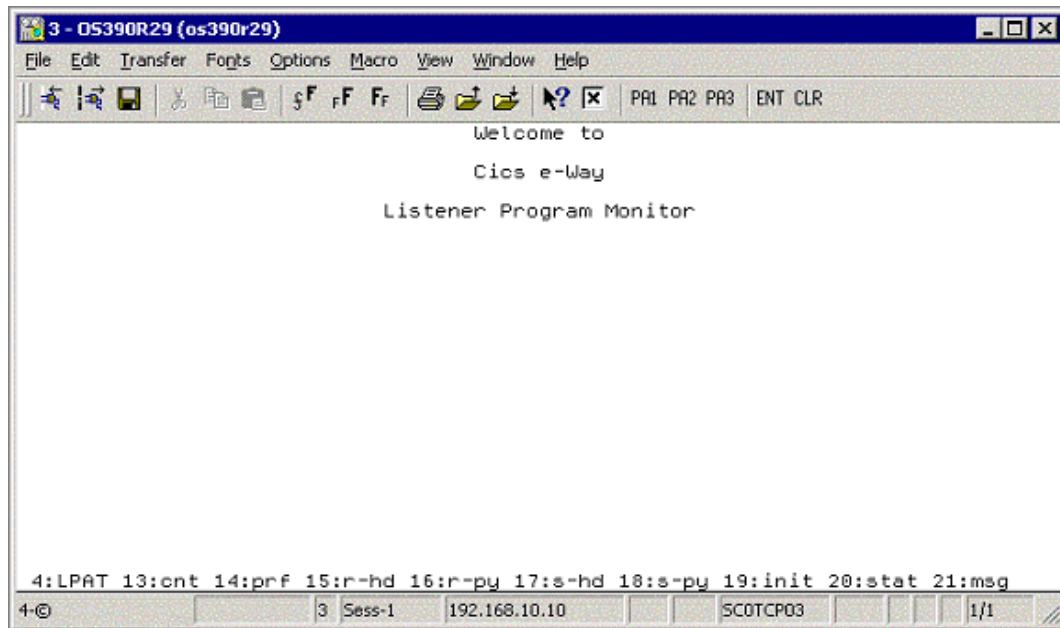 3 - OS390R29 (os390r29)
File Edit Transfer Fonts Options Macro View Window Help
PA1 PA2 PA3 ENT CLR
Welcome to
Cics e-Way
Listener Program Monitor
4:LPAT 13:cnt 14:prf 15:r-hd 16:r-py 17:s-hd 18:s-py 19:init 20:stat 21:msg
4-© 3 Sess-1 192.168.10.10 SCOTCP03 1/1